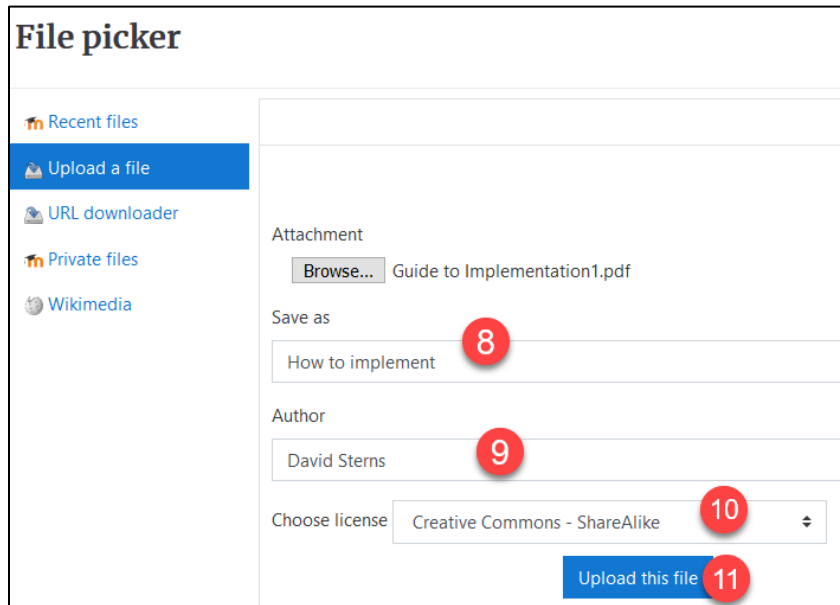 File picker
Recent files
Upload a file
URL downloader
Private files
Wikimedia
Attachment
Browse... Guide to Implementation1.pdf
Save as
8
How to implement
Author
9
David Sterns
Choose license Creative Commons - ShareAlike 10
Upload this file 11